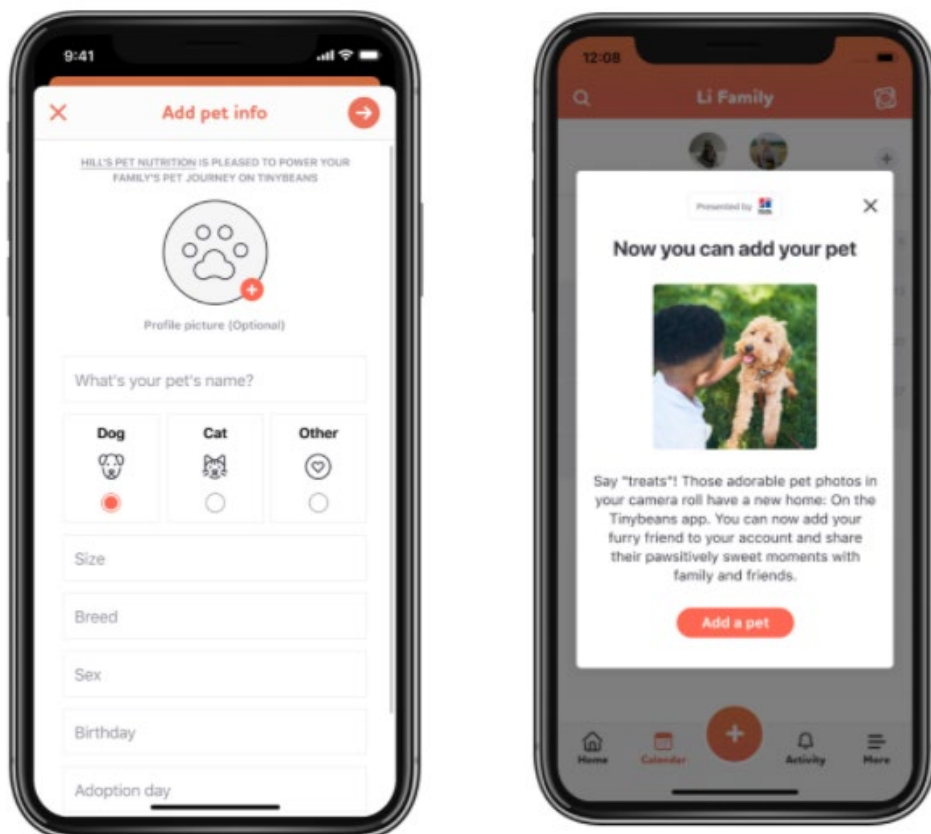 9:41
Add pet info
HILL'S PET NUTRITION IS PLEASED TO POWER YOUR
FAMILY'S PET JOURNEY ON TINYBEANS
Profile picture (Optional)
What's your pet's name?
Dog Cat Other
Size
Breed
Sex
Birthday
Adoption day
12:08
Li Family
Presented by
Now you can add your pet
Say "treats"! Those adorable pet photos in
your camera roll have a new home: On the
Tinybeans app. You can now add your
furry friend to your account and share
their pawsitively sweet moments with
family and friends.
Add a pet
Home Calendar Activity More